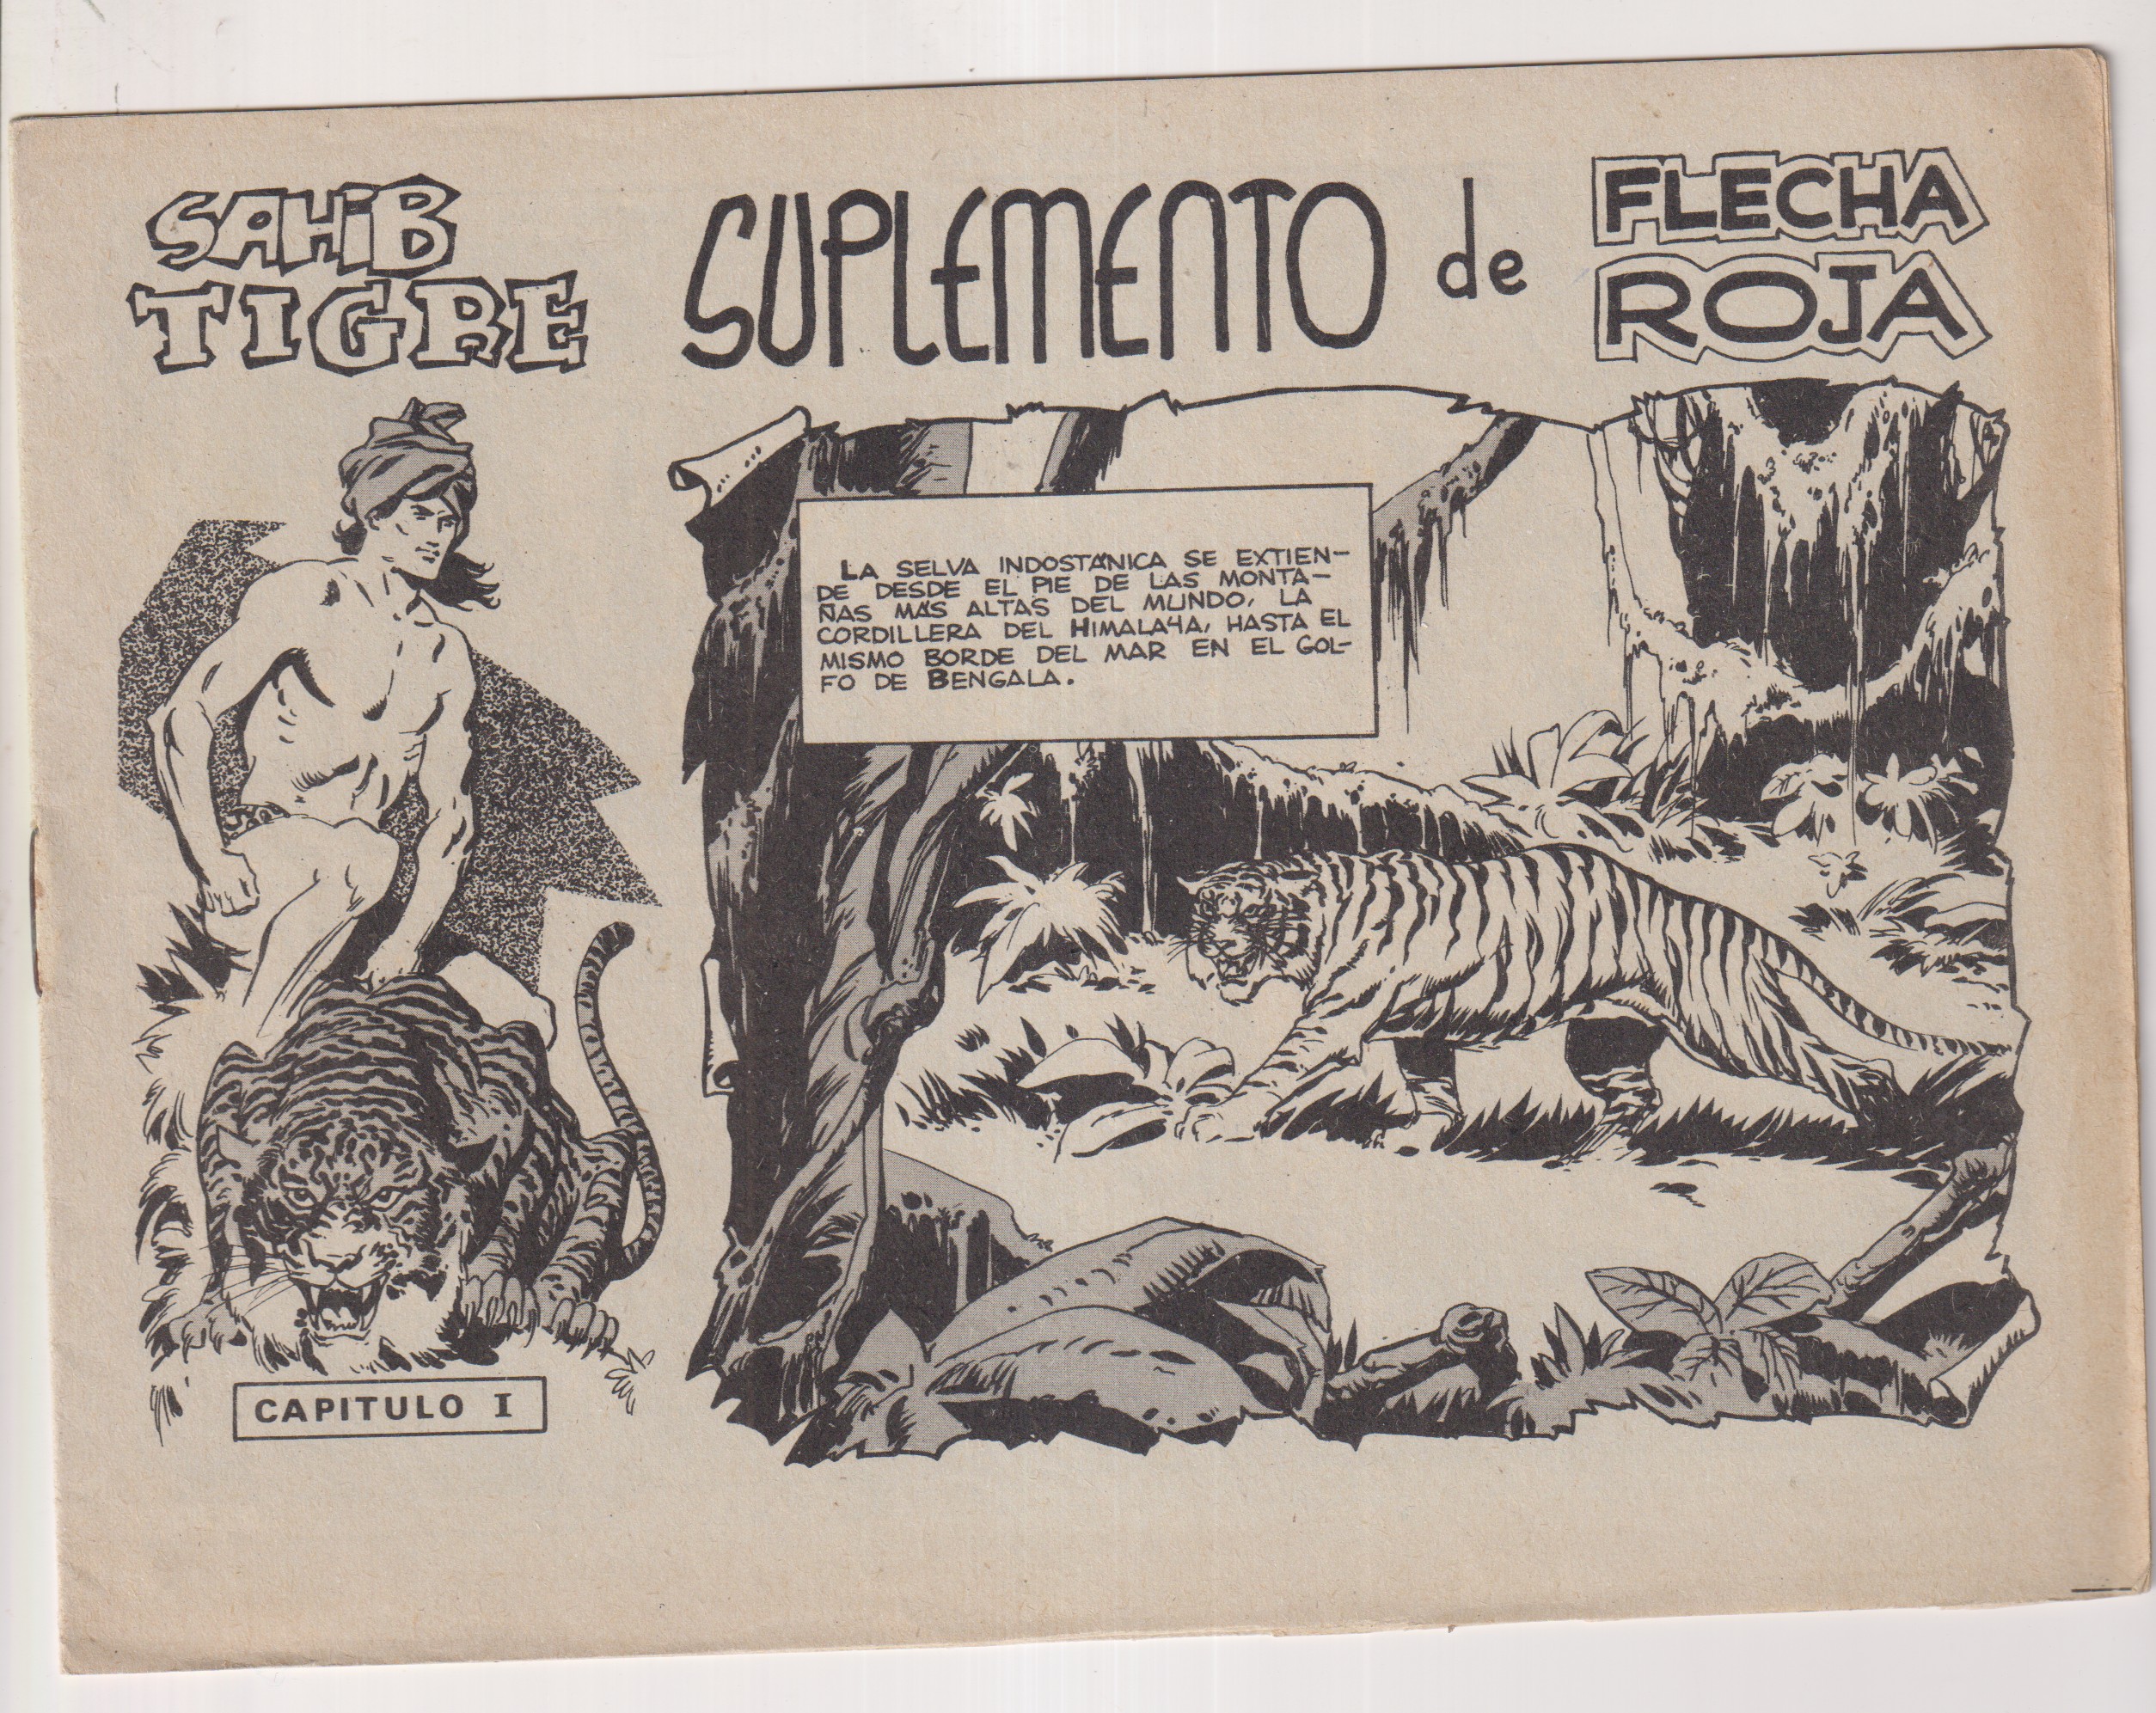 SAHiB
TIGRE
SUPLEMENTO de
FLECHA
ROJA
LA SELVA INDOSTÁNICA SE EXTIEN-
DE DESDE EL PIE DE LAS MONTA-
ÑAS MÁS ALTAS DEL MUNDO, LA
CORDILLERA DEL HIMALAYA, HASTA EL
MISMO BORDE DEL MAR EN EL GOL-
FO DE BENGALA.
CAPITULO I